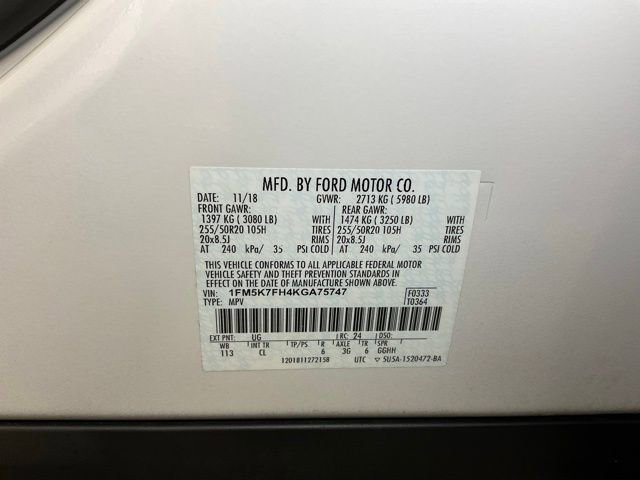 MFD. BY FORD MOTOR CO.
DATE: 11/18 GVWR: 2713 KG ( 5980 LB)
FRONT GAWR: REAR GAWR:
1397 KG ( 3080 LB) WITH 1474 KG ( 3250 LB) WITH
255/50R20 105H TIRES 255/50R20 105H TIRES
20x8.5J RIMS 20x8.5J RIMS
AT 240 kPa/ 35 PSI COLD AT 240 kPa/ 35 PSI COLD
THIS VEHICLE CONFORMS TO ALL APPLICABLE FEDERAL MOTOR
VEHICLE SAFETY AND THEFT PREVENTION STANDARDS IN
EFFECT ON THE DATE OF MANUFACTURE SHOWN ABOVE.
VIN: 1FM5K7FH4KGA75747 F0333
TYPE: MPV T0364
EXT PNT: UG RC: 24 DSO:
WB INT TR TP/PS R AXLE TR SPR
113 CL 6 3G 6 GGHH
1201811272158 UTC ▽ 5U5A-1520472-BA